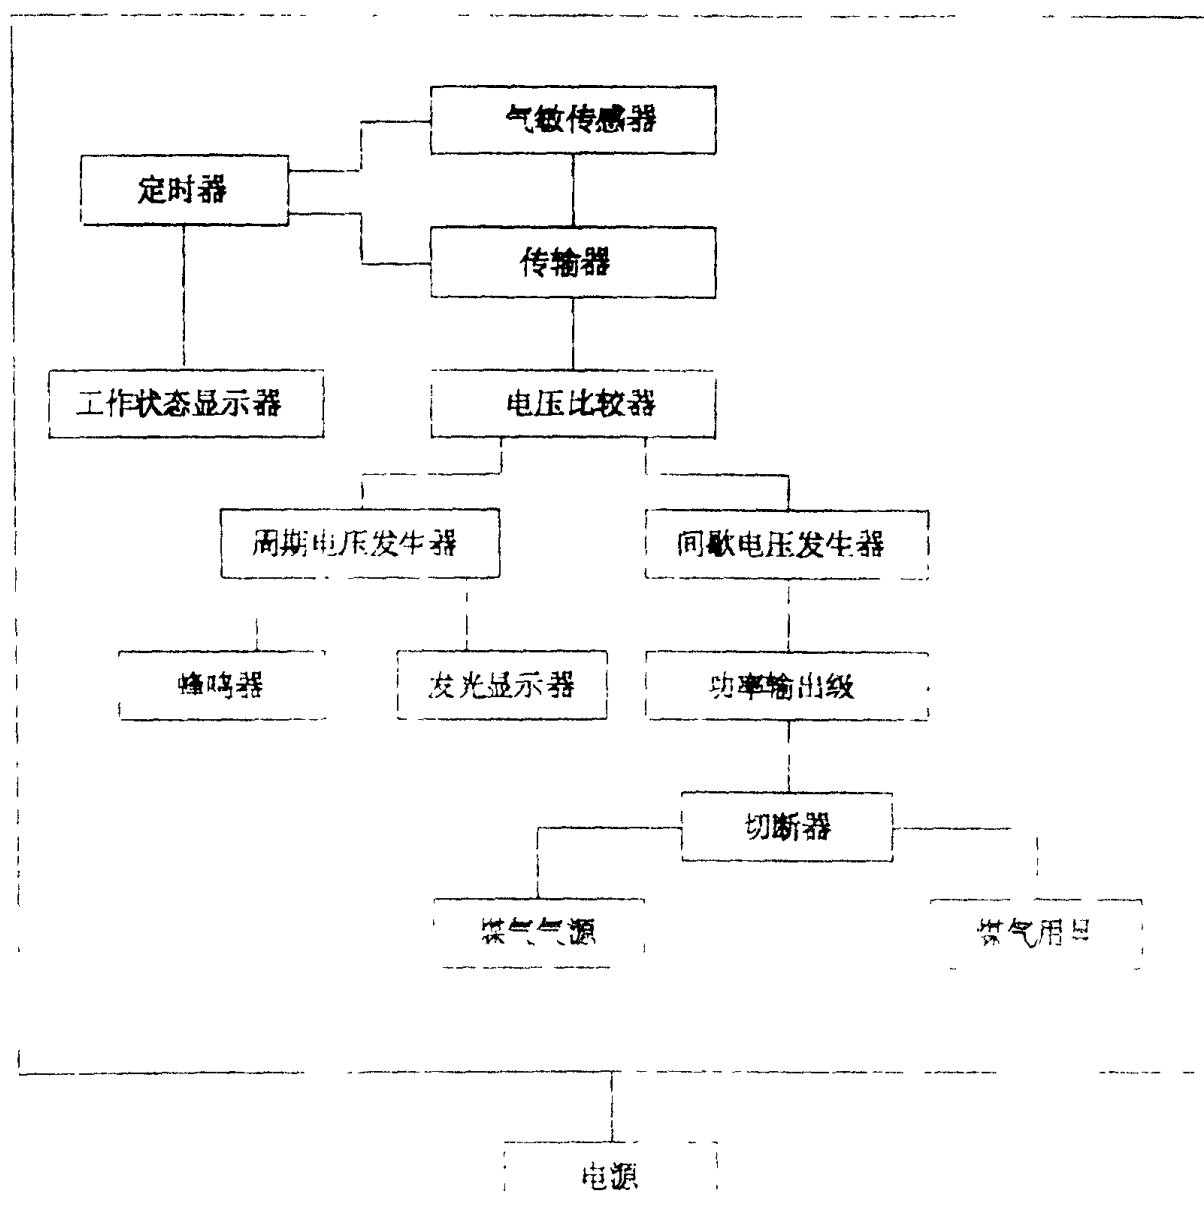 气敏传感器
定时器
传输器
工作状态显示器
电压比较器
周期电压发生器
间歇电压发生器
蜂鸣器
发光显示器
功率输出级
切断器
煤气气源
煤气用
电源